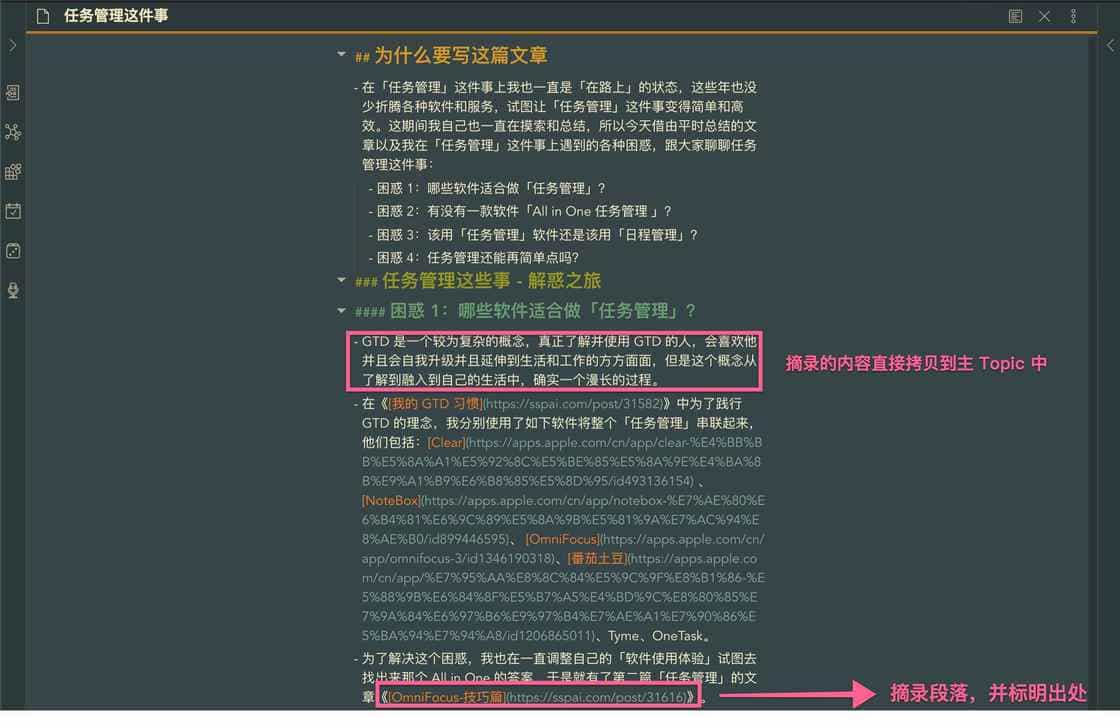 任务管理这件事
## 为什么要写这篇文章
- 在「任务管理」这件事上我也一直是「在路上」的状态，这些年也没
少折腾各种软件和服务，试图让「任务管理」这件事变得简单和高
效。这期间我自己也一直在摸索和总结，所以今天借由平时总结的文
章以及我在「任务管理」这件事上遇到的各种困惑，跟大家聊聊任务
管理这件事：
- 困惑 1：哪些软件适合做「任务管理」？
- 困惑 2：有没有一款软件「All in One 任务管理 」？
- 困惑 3：该用「任务管理」软件还是该用「日程管理」？
- 困惑 4：任务管理还能再简单点吗？
### 任务管理这些事 - 解惑之旅
#### 困惑 1：哪些软件适合做「任务管理」？
- GTD 是一个较为复杂的概念，真正了解并使用 GTD 的人，会喜欢他
并且会自我升级并且延伸到生活和工作的方方面面，但是这个概念从
了解到融入到自己的生活中，确实一个漫长的过程。
摘录的内容直接拷贝到主 Topic 中
- 在《[我的 GTD 习惯](https://sspai.com/post/31582)》中为了践行
GTD 的理念，我分别使用了如下软件将整个「任务管理」串联起来，
他们包括：[Clear](https://apps.apple.com/cn/app/clear-%E4%BB%B
B%E5%8A%A1%E5%92%8C%E5%BE%85%E5%8A%9E%E4%BA%8
B%E9%A1%B9%E6%B8%85%E5%8D%95/id493136154) 、
[NoteBox](https://apps.apple.com/cn/app/notebox-%E7%AE%80%E
6%B4%81%E6%9C%89%E5%8A%9B%E5%81%9A%E7%AC%94%E
8%AE%B0/id899446595)、 [OmniFocus](https://apps.apple.com/cn/
app/omnifocus-3/id1346190318)、[番茄土豆](https://apps.apple.co
m/cn/app/%E7%95%AA%E8%8C%84%E5%9C%9F%E8%B1%86-%E
5%88%9B%E6%84%8F%E5%B7%A5%E4%BD%9C%E8%80%85%E
7%9A%84%E6%97%B6%E9%97%B4%E7%AE%A1%E7%90%86%E
5%BA%94%E7%94%A8/id1206865011)、Tyme、OneTask。
- 为了解决这个困惑，我也在一直调整自己的「软件使用体验」试图去
找出来那个 All in One 的答案，于是就有了第二篇「任务管理」的文
章《[OmniFocus-技巧篇](https://sspai.com/post/31616)》。
摘录段落，并标明出处